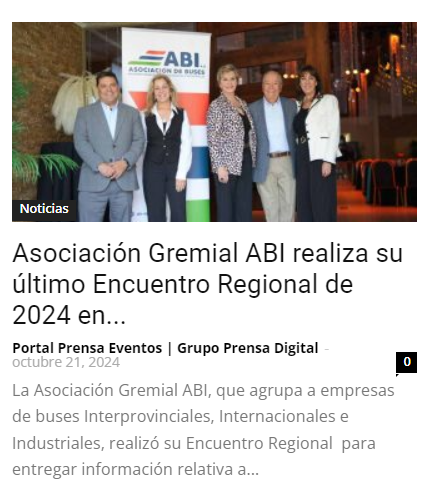 ABI
ASOCIACIÓN DE BUSES
Noticias
Asociación Gremial ABI realiza su
último Encuentro Regional de
2024 en...
Portal Prensa Eventos | Grupo Prensa Digital -
octubre 21, 2024
0
La Asociación Gremial ABI, que agrupa a empresas
de buses Interprovinciales, Internacionales e
Industriales, realizó su Encuentro Regional para
entregar información relativa a...